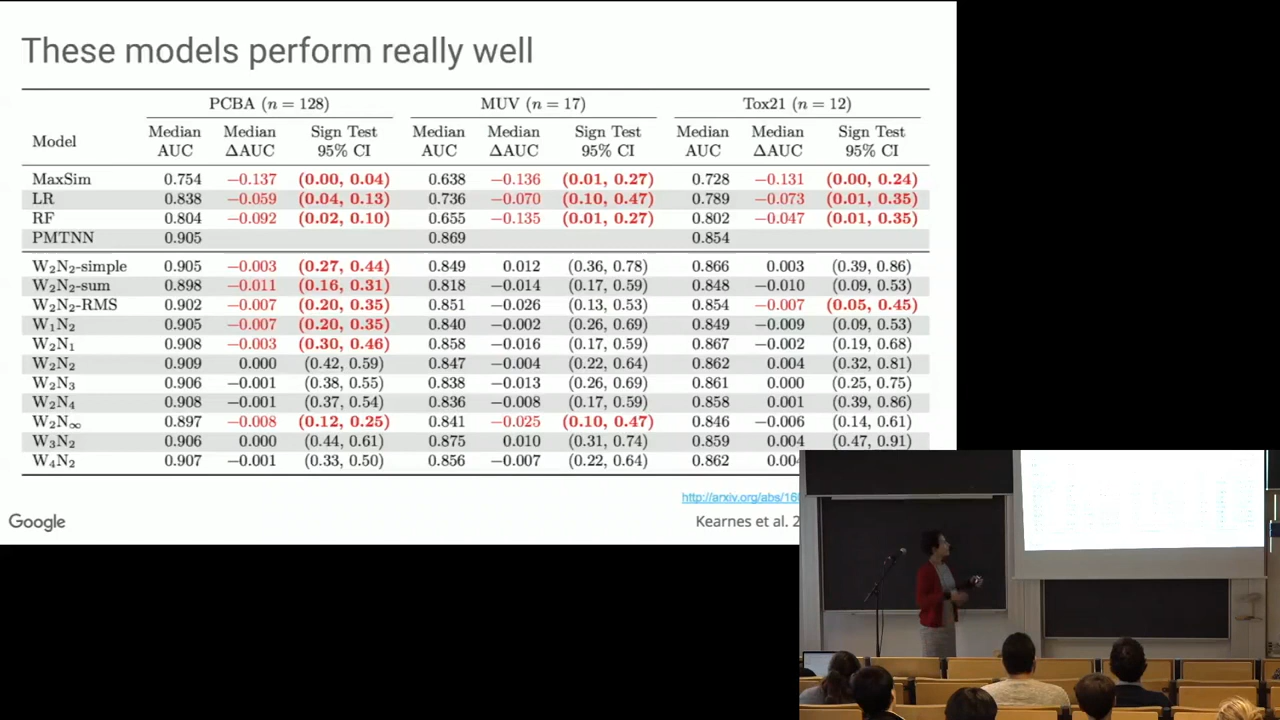 These models perform really well
PCBA (n = 128) MUV (n = 17) Tox21 (n = 12)
Model Median AUC Median ΔAUC Sign Test 95% CI Median AUC Median ΔAUC Sign Test 95% CI Median AUC Median ΔAUC Sign Test 95% CI
MaxSim 0.754 −0.137 (0.00, 0.04) 0.638 −0.136 (0.01, 0.27) 0.728 −0.131 (0.00, 0.24)
LR 0.838 −0.059 (0.04, 0.13) 0.736 −0.070 (0.10, 0.47) 0.789 −0.073 (0.01, 0.35)
RF 0.804 −0.092 (0.02, 0.10) 0.655 −0.135 (0.01, 0.27) 0.802 −0.047 (0.01, 0.35)
PMTNN 0.905 0.869 0.854
W₂N₂-simple 0.905 −0.003 (0.27, 0.44) 0.849 0.012 (0.36, 0.78) 0.866 0.003 (0.39, 0.86)
W₂N₂-sum 0.898 −0.011 (0.16, 0.31) 0.818 −0.014 (0.17, 0.59) 0.848 −0.010 (0.09, 0.53)
W₂N₂-RMS 0.902 −0.007 (0.20, 0.35) 0.851 −0.026 (0.13, 0.53) 0.854 −0.007 (0.05, 0.45)
W₁N₂ 0.905 −0.007 (0.20, 0.35) 0.840 −0.002 (0.26, 0.69) 0.849 −0.009 (0.09, 0.53)
W₂N₁ 0.908 −0.003 (0.30, 0.46) 0.858 −0.016 (0.17, 0.59) 0.867 −0.002 (0.19, 0.68)
W₂N₂ 0.909 0.000 (0.42, 0.59) 0.847 −0.004 (0.22, 0.64) 0.862 0.004 (0.32, 0.81)
W₂N₃ 0.906 −0.001 (0.38, 0.55) 0.838 −0.013 (0.26, 0.69) 0.861 0.000 (0.25, 0.75)
W₂N₄ 0.908 −0.001 (0.37, 0.54) 0.836 −0.008 (0.17, 0.59) 0.858 0.001 (0.39, 0.86)
W₂N∞ 0.897 −0.008 (0.12, 0.25) 0.841 −0.025 (0.10, 0.47) 0.846 −0.006 (0.14, 0.61)
W₃N₂ 0.906 0.000 (0.44, 0.61) 0.875 0.010 (0.31, 0.74) 0.859 0.004 (0.47, 0.91)
W₄N₂ 0.907 −0.001 (0.33, 0.50) 0.856 −0.007 (0.22, 0.64) 0.862 0.00
http://arxiv.org/abs/16
Google
Kearnes et al. 2